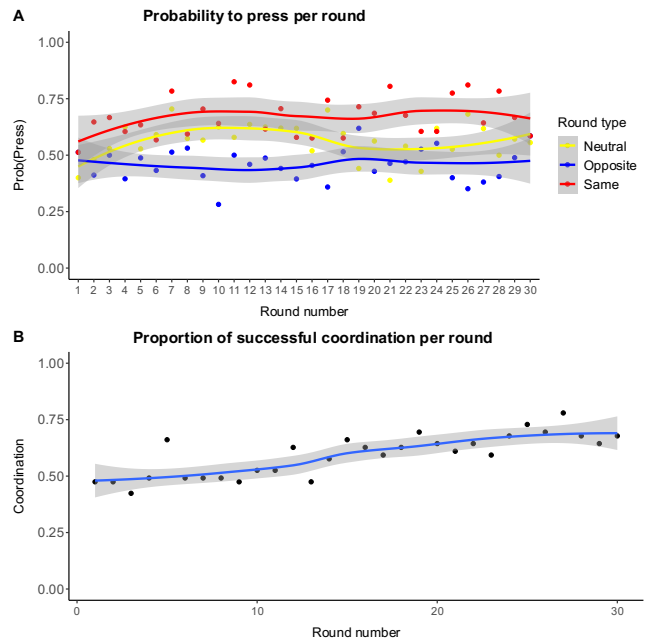 A
Probability to press per round
1.00
0.75
0.50
0.25
0.00
Prob(Press)
1 2 3 4 5 6 7 8 9 10 11 12 13 14 15 16 17 18 19 20 21 22 23 24 25 26 27 28 29 30
Round number
Round type
Neutral
Opposite
Same
B
Proportion of successful coordination per round
1.00
0.75
0.50
0.25
0.00
Coordination
0 10 20 30
Round number